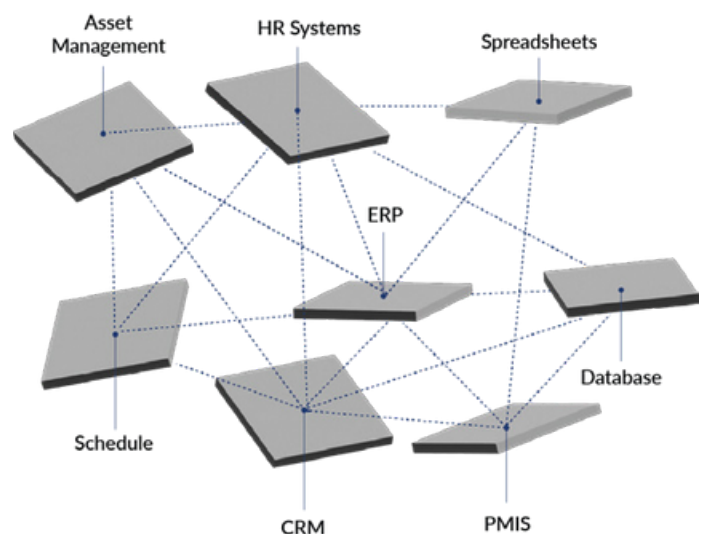 Asset
Management
HR Systems
Spreadsheets
ERP
Database
Schedule
CRM
PMIS